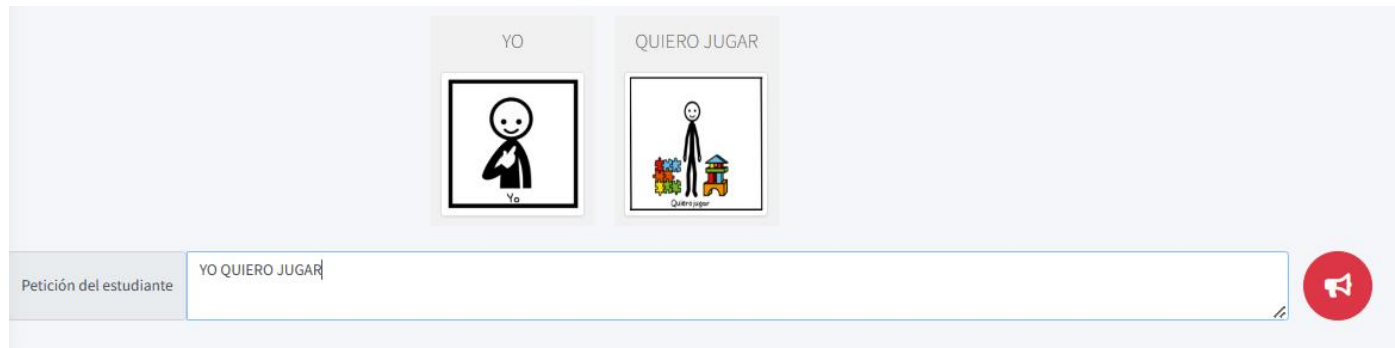 YO
QUIERO JUGAR
Yo
Quiero jugar
Petición del estudiante
YO QUIERO JUGAR